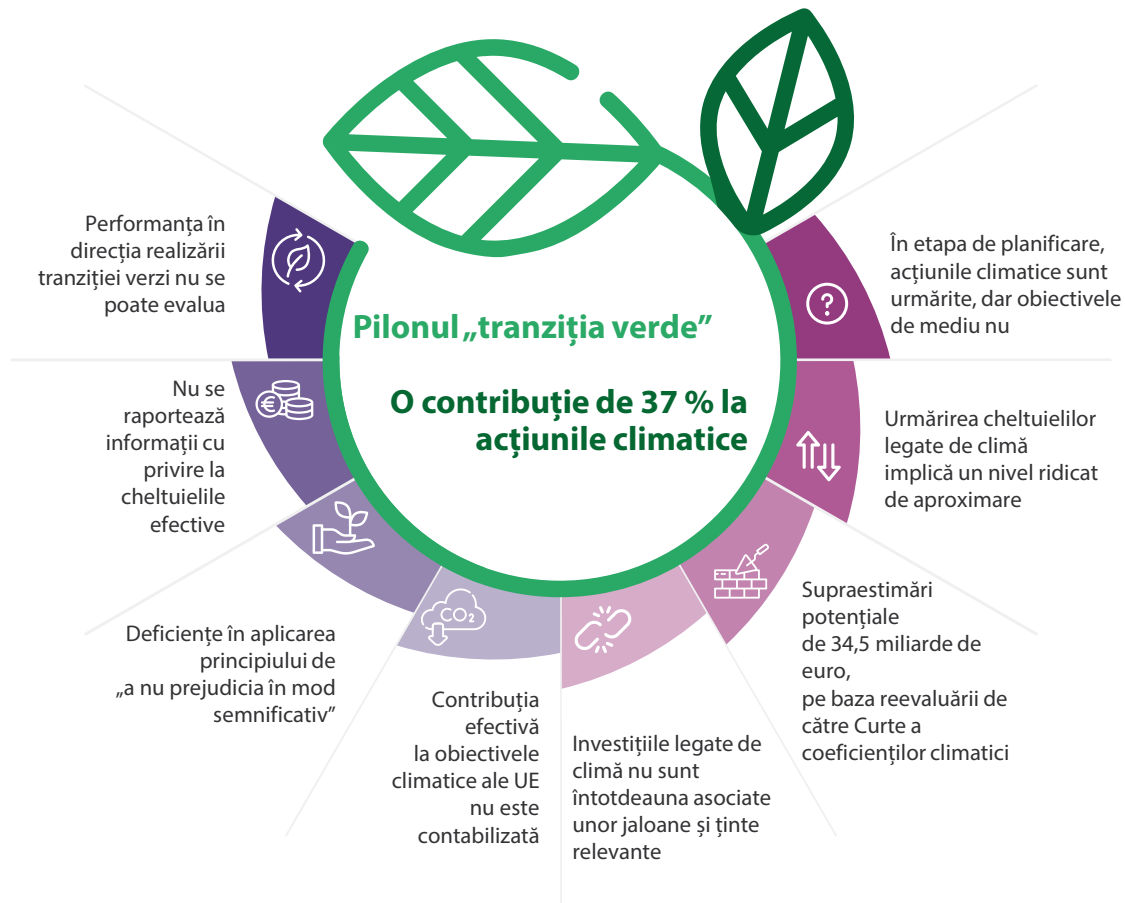 Pilonul „tranziția verde”
O contribuție de 37 % la
acțiunile climatice
În etapa de planificare,
acțiunile climatice sunt
urmărite, dar obiectivele
de mediu nu
?
Urmărirea cheltuielilor
legate de climă
implică un nivel ridicat
de aproximare
Supraestimări
potențiale
de 34,5 miliarde de
euro,
pe baza reevaluării de
către Curte a
coeficienților climatici
Investițiile legate de
climă nu sunt
întotdeauna asociate
unor jaloane și ținte
relevante
CO2
Contribuția
efectivă
la obiectivele
climatice ale UE
nu este
contabilizată
Deficiențe în aplicarea
principiului de
„a nu prejudicia în mod
semnificativ”
€
Nu se
raportează
informații cu
privire la
cheltuielile
efective
Performanța în
direcția realizării
tranziției verzi nu se
poate evalua